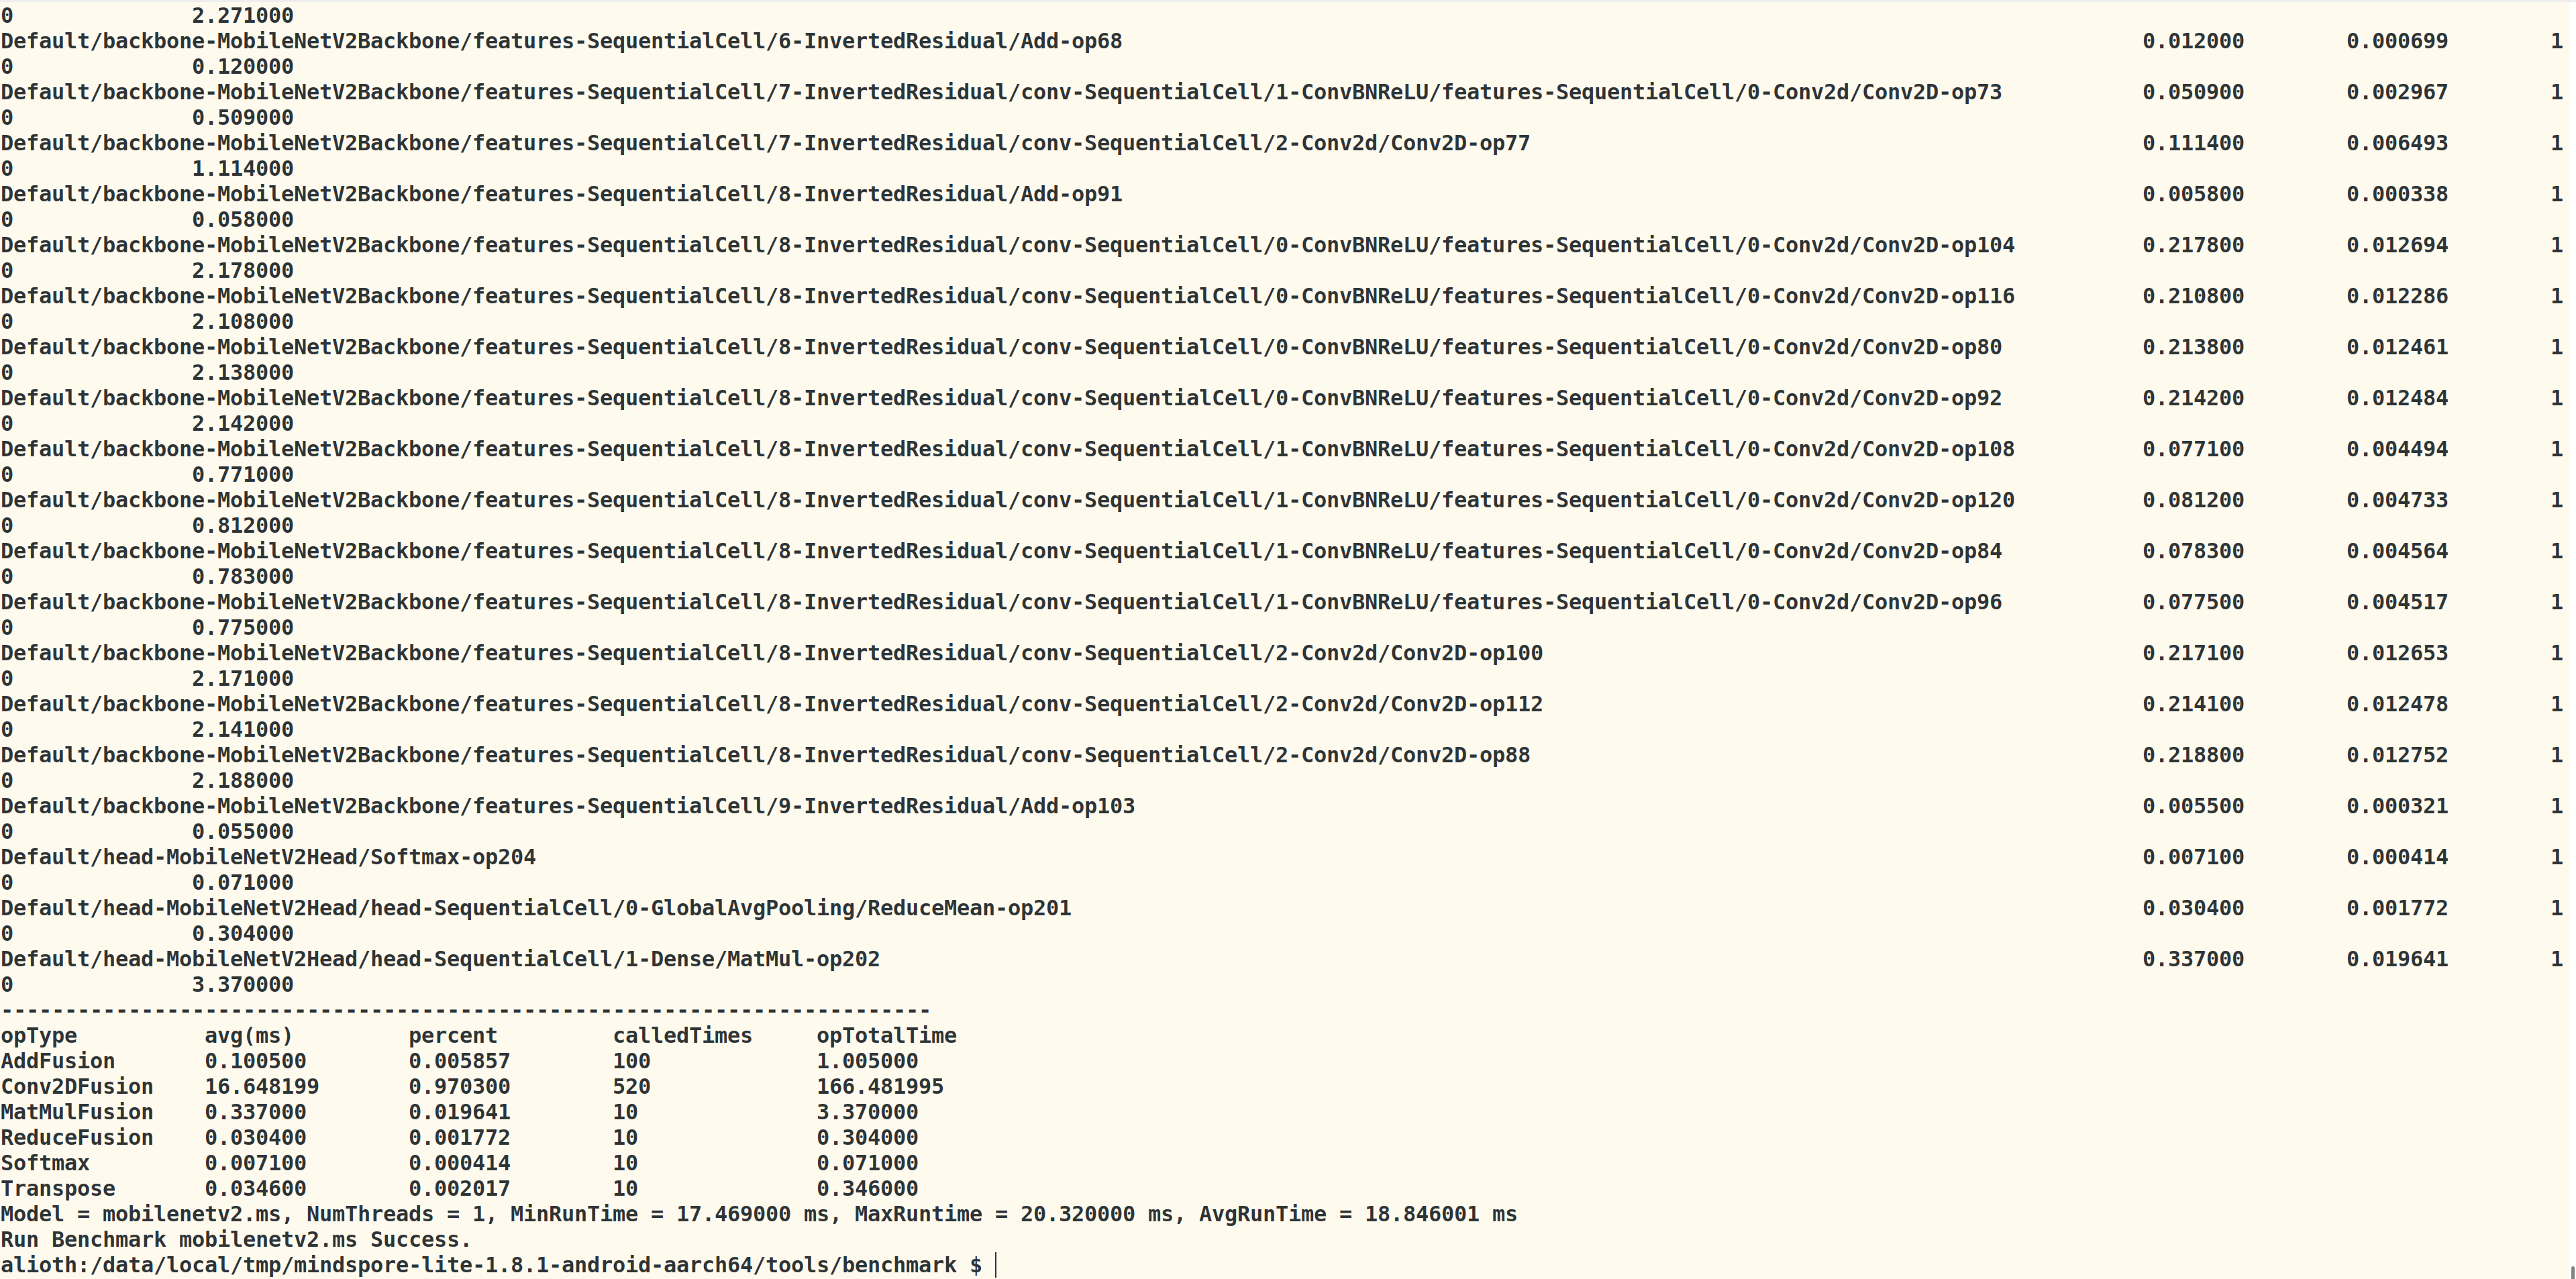 0              2.271000
Default/backbone-MobileNetV2Backbone/features-SequentialCell/6-InvertedResidual/Add-op68 0.012000 0.000699 1
0              0.120000
Default/backbone-MobileNetV2Backbone/features-SequentialCell/7-InvertedResidual/conv-SequentialCell/1-ConvBNReLU/features-SequentialCell/0-Conv2d/Conv2D-op73 0.050900 0.002967 1
0              0.509000
Default/backbone-MobileNetV2Backbone/features-SequentialCell/7-InvertedResidual/conv-SequentialCell/2-Conv2d/Conv2D-op77 0.111400 0.006493 1
0              1.114000
Default/backbone-MobileNetV2Backbone/features-SequentialCell/8-InvertedResidual/Add-op91 0.005800 0.000338 1
0              0.058000
Default/backbone-MobileNetV2Backbone/features-SequentialCell/8-InvertedResidual/conv-SequentialCell/0-ConvBNReLU/features-SequentialCell/0-Conv2d/Conv2D-op104 0.217800 0.012694 1
0              2.178000
Default/backbone-MobileNetV2Backbone/features-SequentialCell/8-InvertedResidual/conv-SequentialCell/0-ConvBNReLU/features-SequentialCell/0-Conv2d/Conv2D-op116 0.210800 0.012286 1
0              2.108000
Default/backbone-MobileNetV2Backbone/features-SequentialCell/8-InvertedResidual/conv-SequentialCell/0-ConvBNReLU/features-SequentialCell/0-Conv2d/Conv2D-op80 0.213800 0.012461 1
0              2.138000
Default/backbone-MobileNetV2Backbone/features-SequentialCell/8-InvertedResidual/conv-SequentialCell/0-ConvBNReLU/features-SequentialCell/0-Conv2d/Conv2D-op92 0.214200 0.012484 1
0              2.142000
Default/backbone-MobileNetV2Backbone/features-SequentialCell/8-InvertedResidual/conv-SequentialCell/1-ConvBNReLU/features-SequentialCell/0-Conv2d/Conv2D-op108 0.077100 0.004494 1
0              0.771000
Default/backbone-MobileNetV2Backbone/features-SequentialCell/8-InvertedResidual/conv-SequentialCell/1-ConvBNReLU/features-SequentialCell/0-Conv2d/Conv2D-op120 0.081200 0.004733 1
0              0.812000
Default/backbone-MobileNetV2Backbone/features-SequentialCell/8-InvertedResidual/conv-SequentialCell/1-ConvBNReLU/features-SequentialCell/0-Conv2d/Conv2D-op84 0.078300 0.004564 1
0              0.783000
Default/backbone-MobileNetV2Backbone/features-SequentialCell/8-InvertedResidual/conv-SequentialCell/1-ConvBNReLU/features-SequentialCell/0-Conv2d/Conv2D-op96 0.077500 0.004517 1
0              0.775000
Default/backbone-MobileNetV2Backbone/features-SequentialCell/8-InvertedResidual/conv-SequentialCell/2-Conv2d/Conv2D-op100 0.217100 0.012653 1
0              2.171000
Default/backbone-MobileNetV2Backbone/features-SequentialCell/8-InvertedResidual/conv-SequentialCell/2-Conv2d/Conv2D-op112 0.214100 0.012478 1
0              2.141000
Default/backbone-MobileNetV2Backbone/features-SequentialCell/8-InvertedResidual/conv-SequentialCell/2-Conv2d/Conv2D-op88 0.218800 0.012752 1
0              2.188000
Default/backbone-MobileNetV2Backbone/features-SequentialCell/9-InvertedResidual/Add-op103 0.005500 0.000321 1
0              0.055000
Default/head-MobileNetV2Head/Softmax-op204 0.007100 0.000414 1
0              0.071000
Default/head-MobileNetV2Head/head-SequentialCell/0-GlobalAvgPooling/ReduceMean-op201 0.030400 0.001772 1
0              0.304000
Default/head-MobileNetV2Head/head-SequentialCell/1-Dense/MatMul-op202 0.337000 0.019641 1
0              3.370000
-------------------------------------------------------------------------
opType          avg(ms)         percent         calledTimes     opTotalTime
AddFusion       0.100500        0.005857        100             1.005000
Conv2DFusion    16.648199       0.970300        520             166.481995
MatMulFusion    0.337000        0.019641        10              3.370000
ReduceFusion    0.030400        0.001772        10              0.304000
Softmax         0.007100        0.000414        10              0.071000
Transpose       0.034600        0.002017        10              0.346000
Model = mobilenetv2.ms, NumThreads = 1, MinRunTime = 17.469000 ms, MaxRuntime = 20.320000 ms, AvgRunTime = 18.846001 ms
Run Benchmark mobilenetv2.ms Success.
alioth:/data/local/tmp/mindspore-lite-1.8.1-android-aarch64/tools/benchmark $